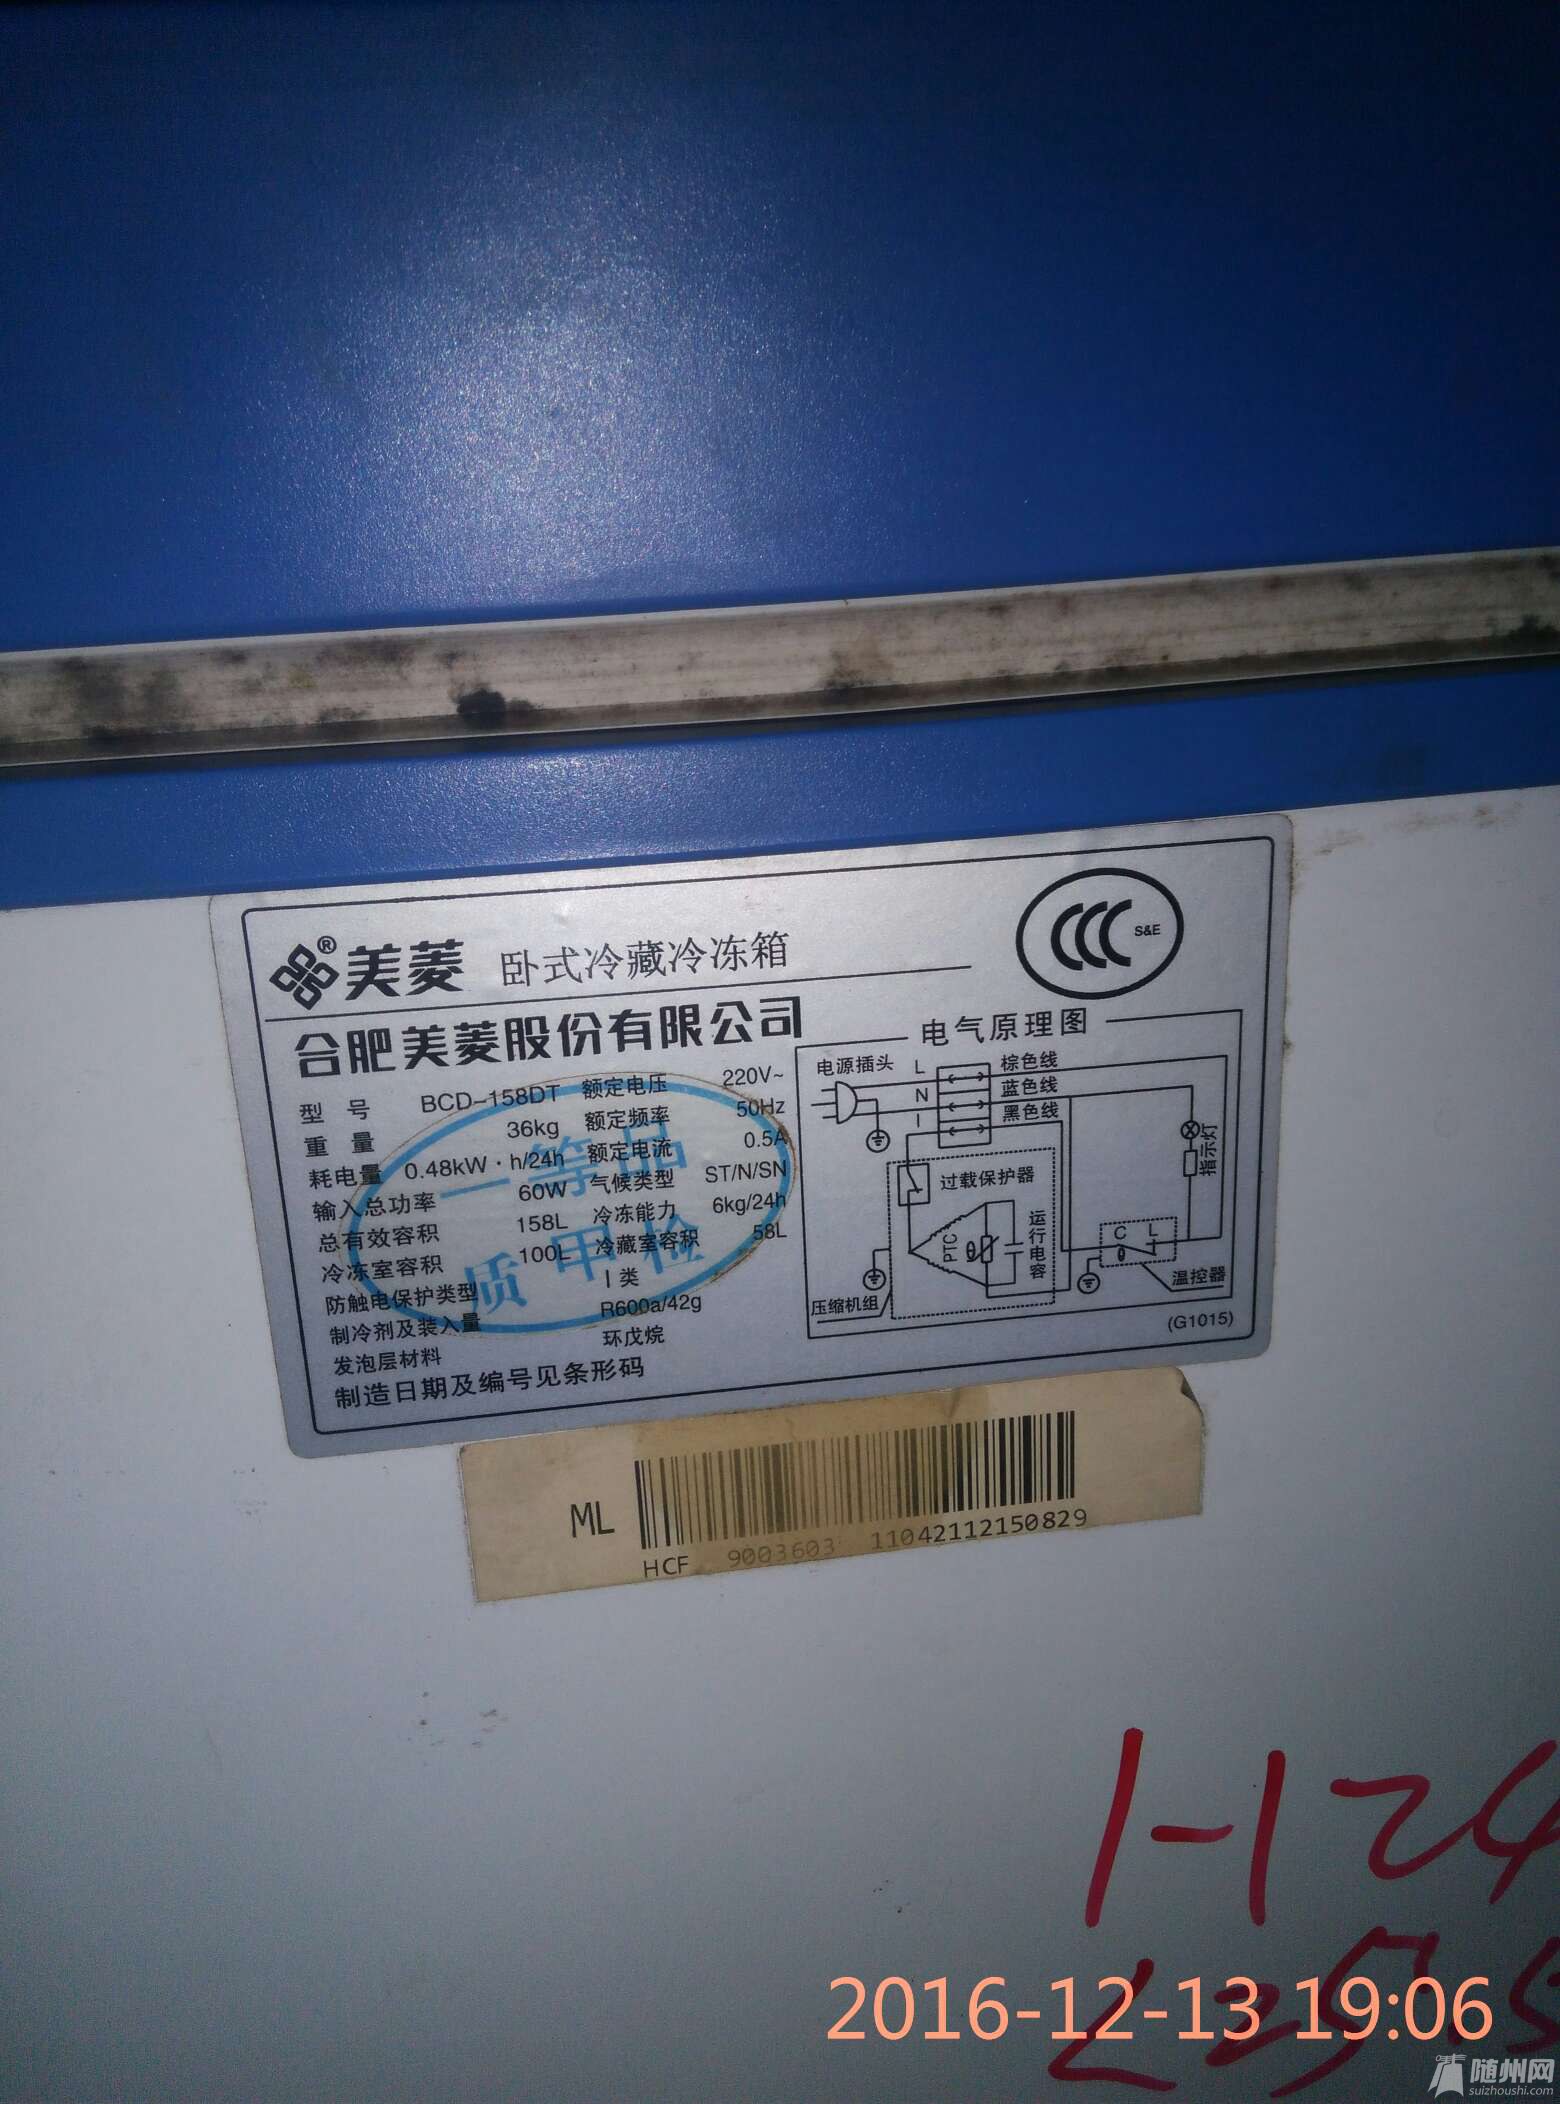 ®美菱 卧式冷藏冷冻箱
CCC S&E
合肥美菱股份有限公司
型号 BCD-158DT 额定电压 220V~
重量 36kg 额定频率 50Hz
耗电量 0.48kW·h/24h 额定电流 0.5A
输入总功率 60W 气候类型 ST/N/SN
总有效容积 158L 冷冻能力 6kg/24h
冷冻室容积 100L 冷藏室容积 58L
防触电保护类型 I类
制冷剂及装入量 R600a/42g
发泡层材料 环戊烷
制造日期及编号见条形码
一等品
质甲检
电气原理图
电源插头 L 棕色线
N 蓝色线
黑色线
指示灯
过载保护器
PTC θ 运行电容
C L
θ
温控器
压缩机组
(G1015)
ML
HCF 9003603 11042112150829
1-124
2016-12-13 19:06
随州网
suizhoushi.com